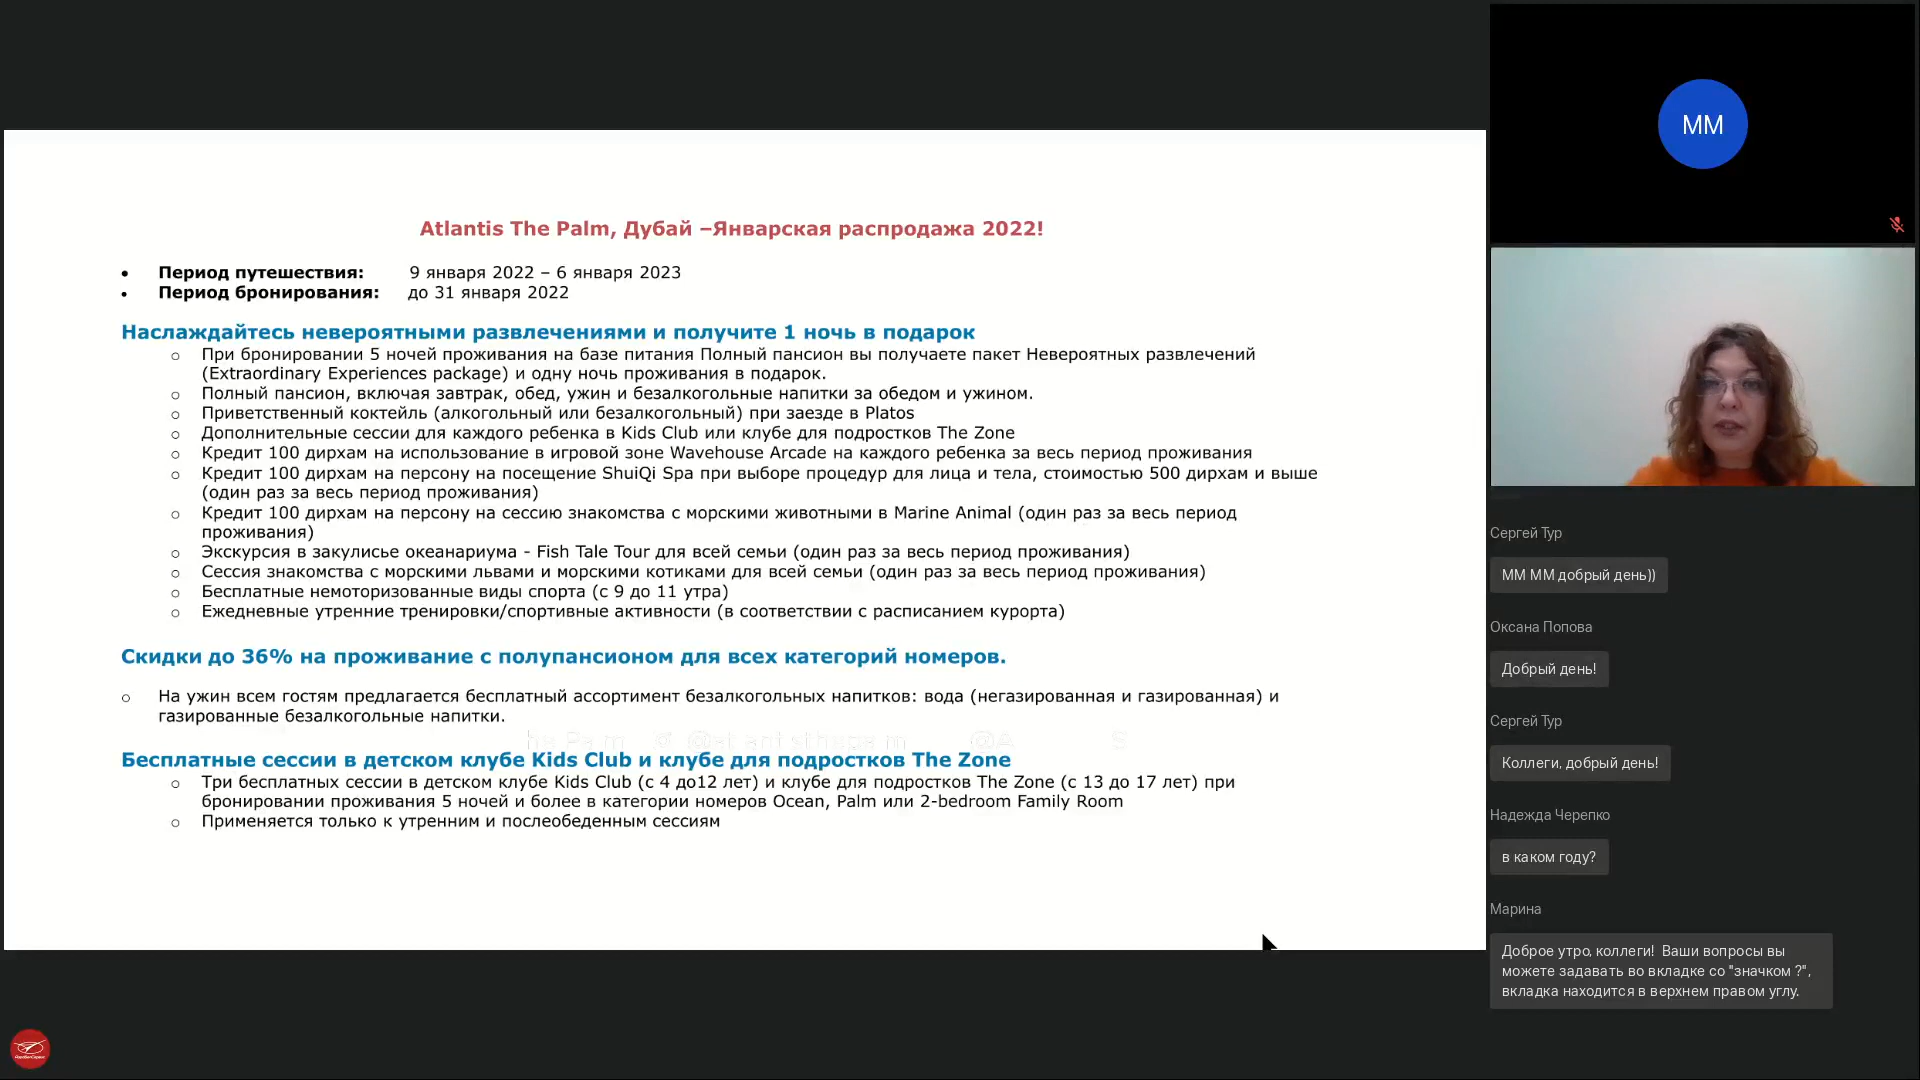 Atlantis The Palm, Дубай –Январская распродажа 2022!
• Период путешествия: 9 января 2022 – 6 января 2023
• Период бронирования: до 31 января 2022
Наслаждайтесь невероятными развлечениями и получите 1 ночь в подарок
o При бронировании 5 ночей проживания на базе питания Полный пансион вы получаете пакет Невероятных развлечений
(Extraordinary Experiences package) и одну ночь проживания в подарок.
o Полный пансион, включая завтрак, обед, ужин и безалкогольные напитки за обедом и ужином.
o Приветственный коктейль (алкогольный или безалкогольный) при заезде в Platos
o Дополнительные сессии для каждого ребенка в Kids Club или клубе для подростков The Zone
o Кредит 100 дирхам на использование в игровой зоне Wavehouse Arcade на каждого ребенка за весь период проживания
o Кредит 100 дирхам на персону на посещение ShuiQi Spa при выборе процедур для лица и тела, стоимостью 500 дирхам и выше
(один раз за весь период проживания)
o Кредит 100 дирхам на персону на сессию знакомства с морскими животными в Marine Animal (один раз за весь период
проживания)
o Экскурсия в закулисье океанариума - Fish Tale Tour для всей семьи (один раз за весь период проживания)
o Сессия знакомства с морскими львами и морскими котиками для всей семьи (один раз за весь период проживания)
o Бесплатные немоторизованные виды спорта (с 9 до 11 утра)
o Ежедневные утренние тренировки/спортивные активности (в соответствии с расписанием курорта)
Скидки до 36% на проживание с полупансионом для всех категорий номеров.
o На ужин всем гостям предлагается бесплатный ассортимент безалкогольных напитков: вода (негазированная и газированная) и
газированные безалкогольные напитки.
Бесплатные сессии в детском клубе Kids Club и клубе для подростков The Zone
o Три бесплатных сессии в детском клубе Kids Club (с 4 до12 лет) и клубе для подростков The Zone (с 13 до 17 лет) при
бронировании проживания 5 ночей и более в категории номеров Ocean, Palm или 2-bedroom Family Room
o Применяется только к утренним и послеобеденным сессиям
ММ
Сергей Тур
ММ ММ добрый день))
Оксана Попова
Добрый день!
Сергей Тур
Коллеги, добрый день!
Надежда Черепко
в каком году?
Марина
Доброе утро, коллеги! Ваши вопросы вы
можете задавать во вкладке со "значком ?",
вкладка находится в верхнем правом углу.